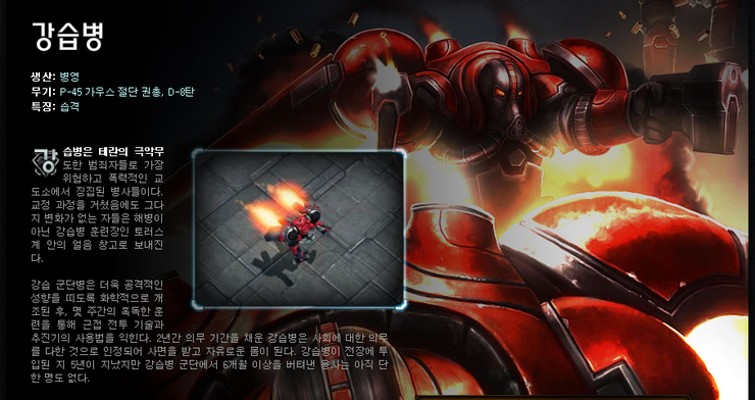 강습병
생산: 병영
무기: P-45 가우스 절단 권총, D-8탄
특징: 습격
강습병은 테란의 극악무
도한 범죄자들로 가장
위험하고 폭력적인 교
도소에서 징집된 병사들이다.
교정 과정을 거쳤음에도 그다
지 변화가 없는 자들은 해병이
아닌 강습병 훈련장인 토러스
계 안의 얼음 창고로 보내진
다.
강습 군단병은 더욱 공격적인
성향을 띠도록 화학적으로 개
조된 후, 몇 주간의 혹독한 훈
련을 통해 근접 전투 기술과
추진기의 사용법을 익힌다. 2년간 의무 기간을 채운 강습병은 사회에 대한 의무
를 다한 것으로 인정되어 사면을 받고 자유로운 몸이 된다. 강습병이 전장에 투
입된 지 5년이 지났지만 강습병 군단에서 6개월 이상을 버텨낸 용사는 아직 단
한 명도 없다.